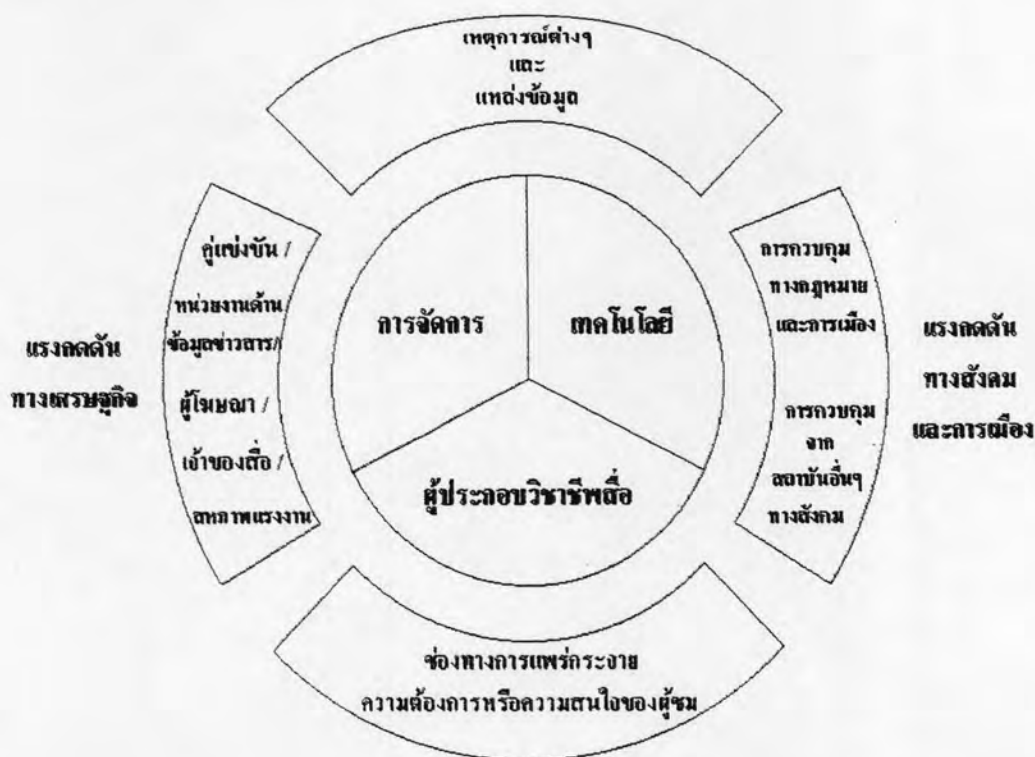 เหตุการณ์ต่างๆ
และ
แหล่งข้อมูล
แรงกดดัน
ทางเศรษฐกิจ
คู่แข่งขัน /
หน่วยงานด้าน
ข้อมูลข่าวสาร/
ผู้โฆษณา /
เจ้าของสื่อ /
สหภาพแรงงาน
การจัดการ
เทคโนโลยี
ผู้ประกอบวิชาชีพสื่อ
การควบคุม
ทางกฎหมาย
และการเมือง
การควบคุม
จาก
สถาบันอื่นๆ
ทางสังคม
แรงกดดัน
ทางสังคม
และการเมือง
ช่องทางการแพร่กระจาย
ความต้องการหรือความสนใจของผู้ชม